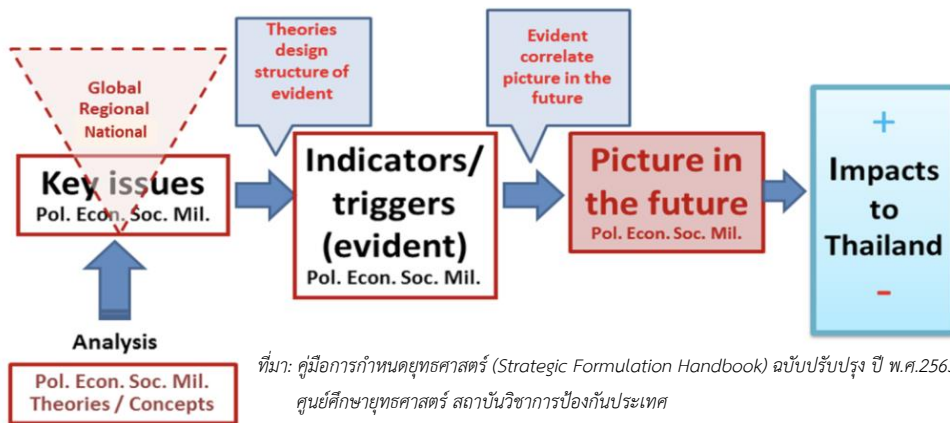 Global
Regional
National
Key issues
Pol. Econ. Soc. Mil.
Analysis
Pol. Econ. Soc. Mil.
Theories / Concepts
Theories
design
structure of
evident
Indicators/
triggers
(evident)
Pol. Econ. Soc. Mil.
Evident
correlate
picture in the
future
Picture in
the future
Pol. Econ. Soc. Mil.
+
Impacts
to
Thailand
-
ที่มา: คู่มือการกำหนดยุทธศาสตร์ (Strategic Formulation Handbook) ฉบับปรับปรุง ปี พ.ศ.
ศูนย์ศึกษายุทธศาสตร์ สถาบันวิชาการป้องกันประเทศ